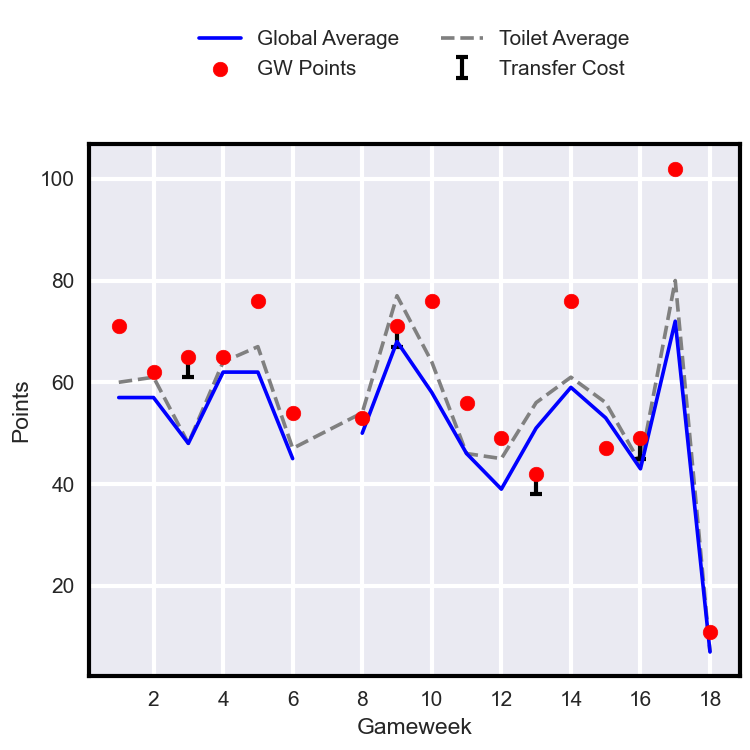 Global Average
Toilet Average
GW Points
Transfer Cost
100
80
60
40
20
Points
2 4 6 8 10 12 14 16 18
Gameweek